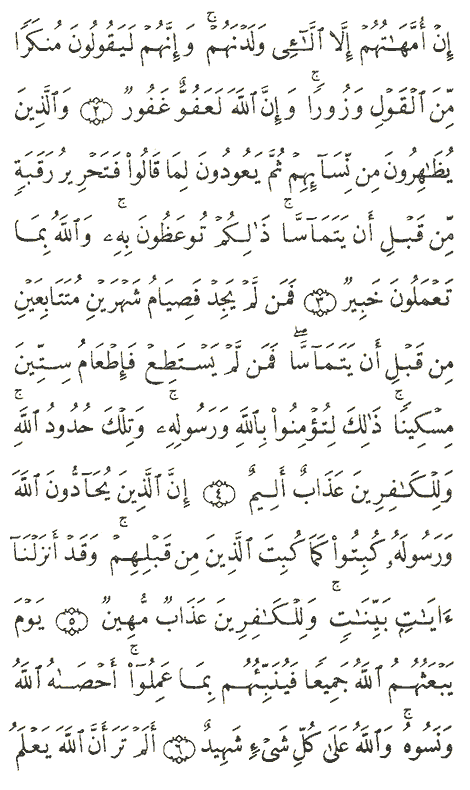 إِنۡ أُمَّهَٰتُهُمۡ إِلَّا ٱلَّٰٓـِٔى وَلَدۡنَهُمۡۚ وَإِنَّهُمۡ لَيَقُولُونَ مُنكَرٗا
مِّنَ ٱلۡقَوۡلِ وَزُورٗاۚ وَإِنَّ ٱللَّهَ لَعَفُوٌّ غَفُورٞ ٢ وَٱلَّذِينَ
يُظَٰهِرُونَ مِن نِّسَآئِهِمۡ ثُمَّ يَعُودُونَ لِمَا قَالُواْ فَتَحۡرِيرُ رَقَبَةٖ
مِّن قَبۡلِ أَن يَتَمَآسَّاۚ ذَٰلِكُمۡ تُوعَظُونَ بِهِۦۚ وَٱللَّهُ بِمَا
تَعۡمَلُونَ خَبِيرٞ ٣ فَمَن لَّمۡ يَجِدۡ فَصِيَامُ شَهۡرَيۡنِ مُتَتَابِعَيۡنِ
مِن قَبۡلِ أَن يَتَمَآسَّاۖ فَمَن لَّمۡ يَسۡتَطِعۡ فَإِطۡعَامُ سِتِّينَ
مِسۡكِينٗاۚ ذَٰلِكَ لِتُؤۡمِنُواْ بِٱللَّهِ وَرَسُولِهِۦۚ وَتِلۡكَ حُدُودُ ٱللَّهِۗ
وَلِلۡكَٰفِرِينَ عَذَابٌ أَلِيمٌ ٤ إِنَّ ٱلَّذِينَ يُحَآدُّونَ ٱللَّهَ
وَرَسُولَهُۥ كُبِتُواْ كَمَا كُبِتَ ٱلَّذِينَ مِن قَبۡلِهِمۡۚ وَقَدۡ أَنزَلۡنَآ
ءَايَٰتِۭ بَيِّنَٰتٖۚ وَلِلۡكَٰفِرِينَ عَذَابٞ مُّهِينٞ ٥ يَوۡمَ
يَبۡعَثُهُمُ ٱللَّهُ جَمِيعٗا فَيُنَبِّئُهُم بِمَا عَمِلُوٓاْۚ أَحۡصَىٰهُ ٱللَّهُ
وَنَسُوهُۚ وَٱللَّهُ عَلَىٰ كُلِّ شَيۡءٖ شَهِيدٌ ٦ أَلَمۡ تَرَ أَنَّ ٱللَّهَ يَعۡلَمُ